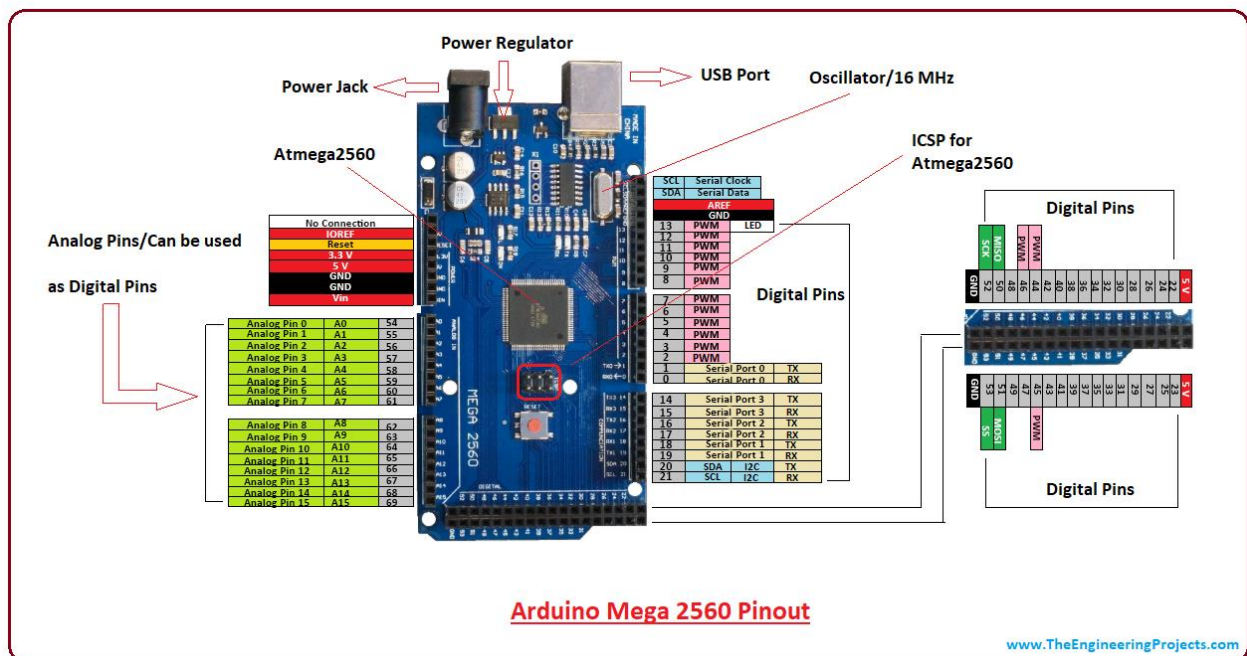 Power Regulator
Power Jack
USB Port
Oscillator/16 MHz
Atmega2560
ICSP for
Atmega2560
Analog Pins/Can be used
as Digital Pins
No Connection
IOREF
Reset
3.3 V
5 V
GND
GND
Vin
Analog Pin 0 A0 54
Analog Pin 1 A1 55
Analog Pin 2 A2 56
Analog Pin 3 A3 57
Analog Pin 4 A4 58
Analog Pin 5 A5 59
Analog Pin 6 A6 60
Analog Pin 7 A7 61
Analog Pin 8 A8 62
Analog Pin 9 A9 63
Analog Pin 10 A10 64
Analog Pin 11 A11 65
Analog Pin 12 A12 66
Analog Pin 13 A13 67
Analog Pin 14 A14 68
Analog Pin 15 A15 69
MADE IN
CHINA
MEGA 2560
RESET
ANALOG IN
POWER
COMMUNICATION
DIGITAL
SCL Serial Clock
SDA Serial Data
AREF
GND
13 PWM LED
12 PWM
11 PWM
10 PWM
9 PWM
8 PWM
7 PWM
6 PWM
5 PWM
4 PWM
3 PWM
2 PWM
1 Serial Port 0 TX
0 Serial Port 0 RX
14 Serial Port 3 TX
15 Serial Port 3 RX
16 Serial Port 2 TX
17 Serial Port 2 RX
18 Serial Port 1 TX
19 Serial Port 1 RX
20 SDA I2C TX
21 SCL I2C RX
Digital Pins
Digital Pins
SCK MISO PWM PWM
GND 52 50 48 46 44 42 40 38 36 34 32 30 28 26 24 22 5 V
GND 53 51 49 47 45 43 41 39 37 35 33 31 29 27 25 23 5 V
SS MOSI PWM
Digital Pins
Arduino Mega 2560 Pinout
www.TheEngineeringProjects.com